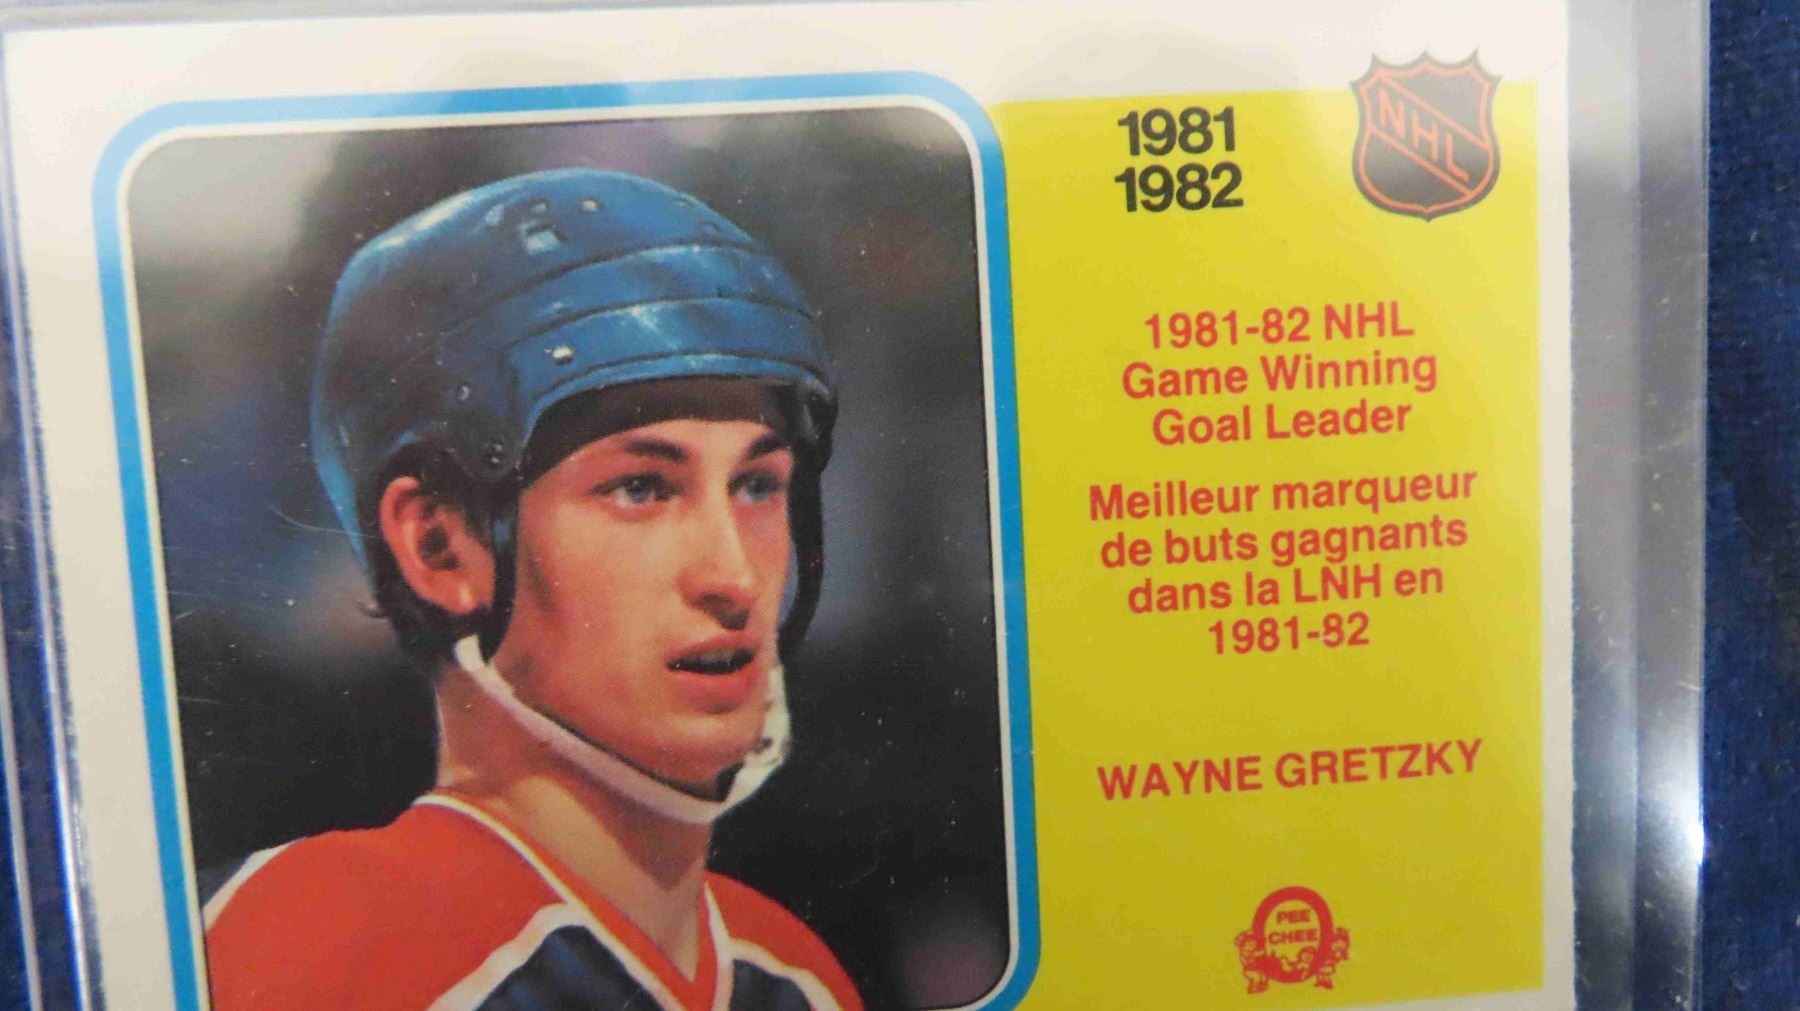 1981
1982
NHL
1981-82 NHL
Game Winning
Goal Leader
Meilleur marqueur
de buts gagnants
dans la LNH en
1981-82
WAYNE GRETZKY
PEE
CHEE